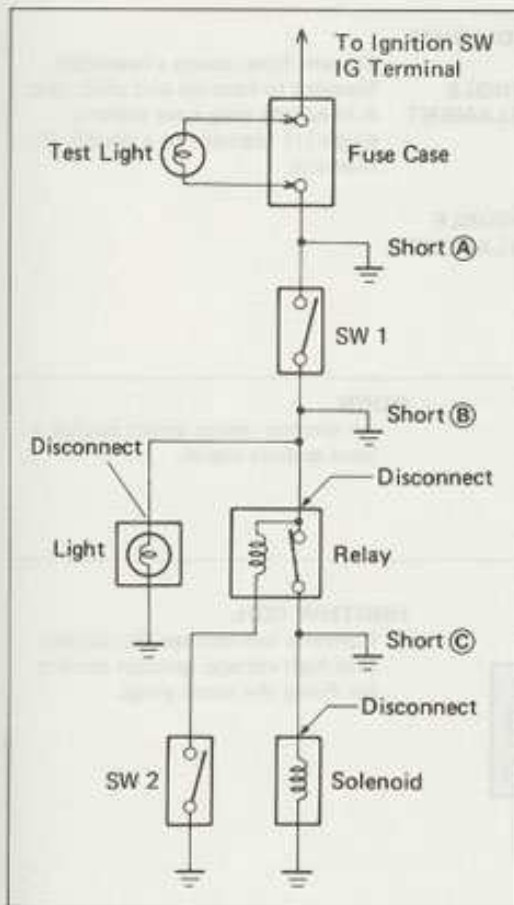 To Ignition SW
IG Terminal
Test Light
Fuse Case
Short Ⓐ
SW 1
Short Ⓑ
Disconnect
Disconnect
Light
Relay
Short Ⓒ
Disconnect
SW 2
Solenoid